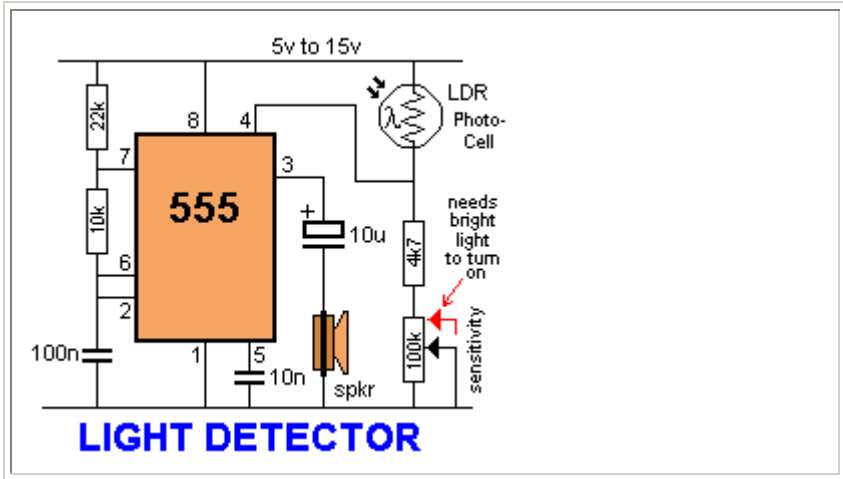 5v to 15v
LDR
Photo-
Cell
22k
8
4
7
3
555
10k
+
10u
6
2
λ
needs
bright
light
to turn
on
4k7
100k
sensitivity
100n
1
5
10n
spkr
LIGHT DETECTOR